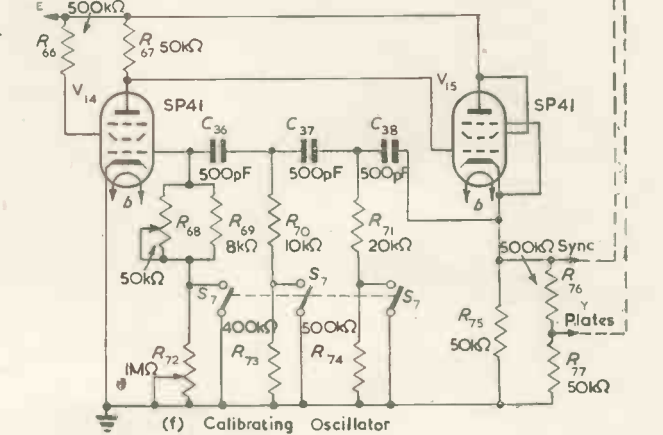 E 500kΩ
R66 R67 50kΩ
V14 SP41 V15 SP41
C36 C37 C38
500pF 500pF 500pF
b b
R68 R69 R70 R71
8kΩ 10kΩ 20kΩ
50kΩ
500kΩ Sync
R76
S7 S7 S7
400kΩ 500kΩ
Y
Plates
R75
50kΩ
R72 R73 R74
1MΩ
R77
50kΩ
(f) Calibrating Oscillator